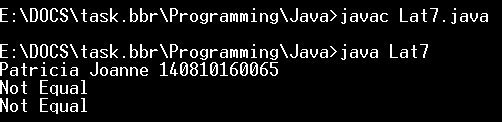 E:\DOCS\task.bbr\Programming\Java>javac Lat7.java
E:\DOCS\task.bbr\Programming\Java>java Lat7
Patricia Joanne 140810160065
Not Equal
Not Equal